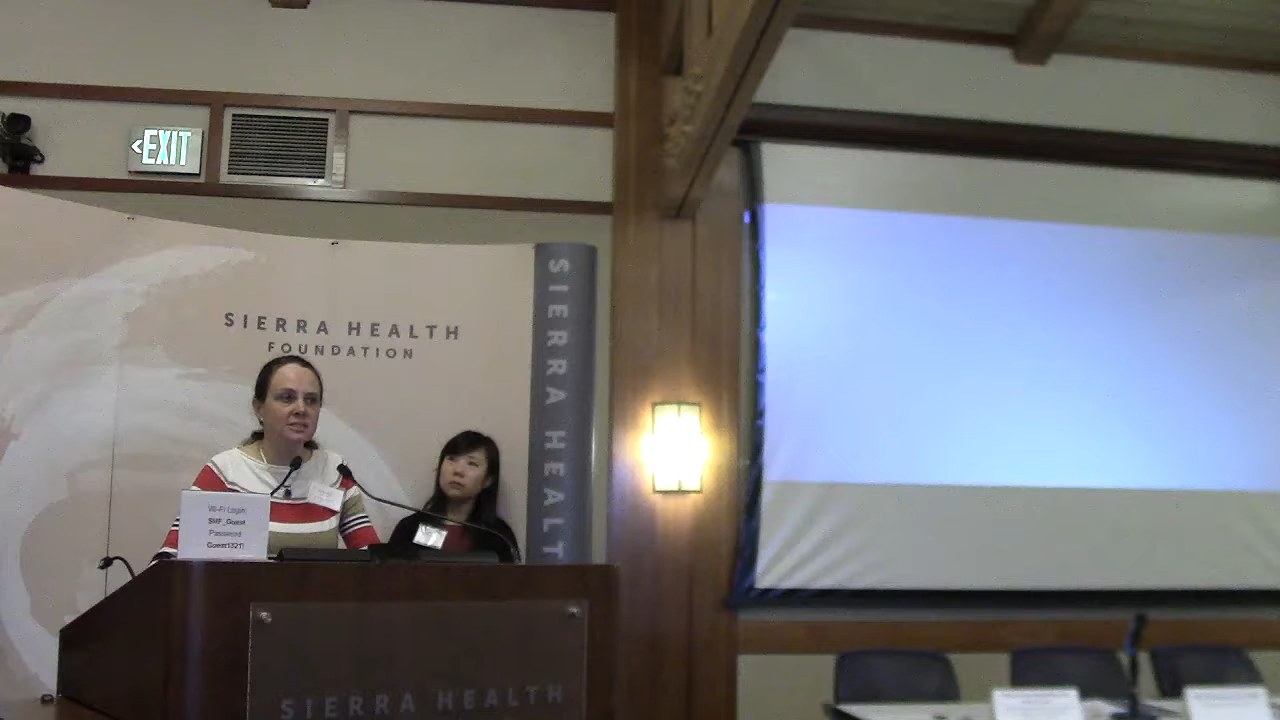 <EXIT
SIERRA HEALTH
FOUNDATION
SIERRA HEALT
Wi-Fi Login
SHF_Guest
Password
SIERRA HEALTH